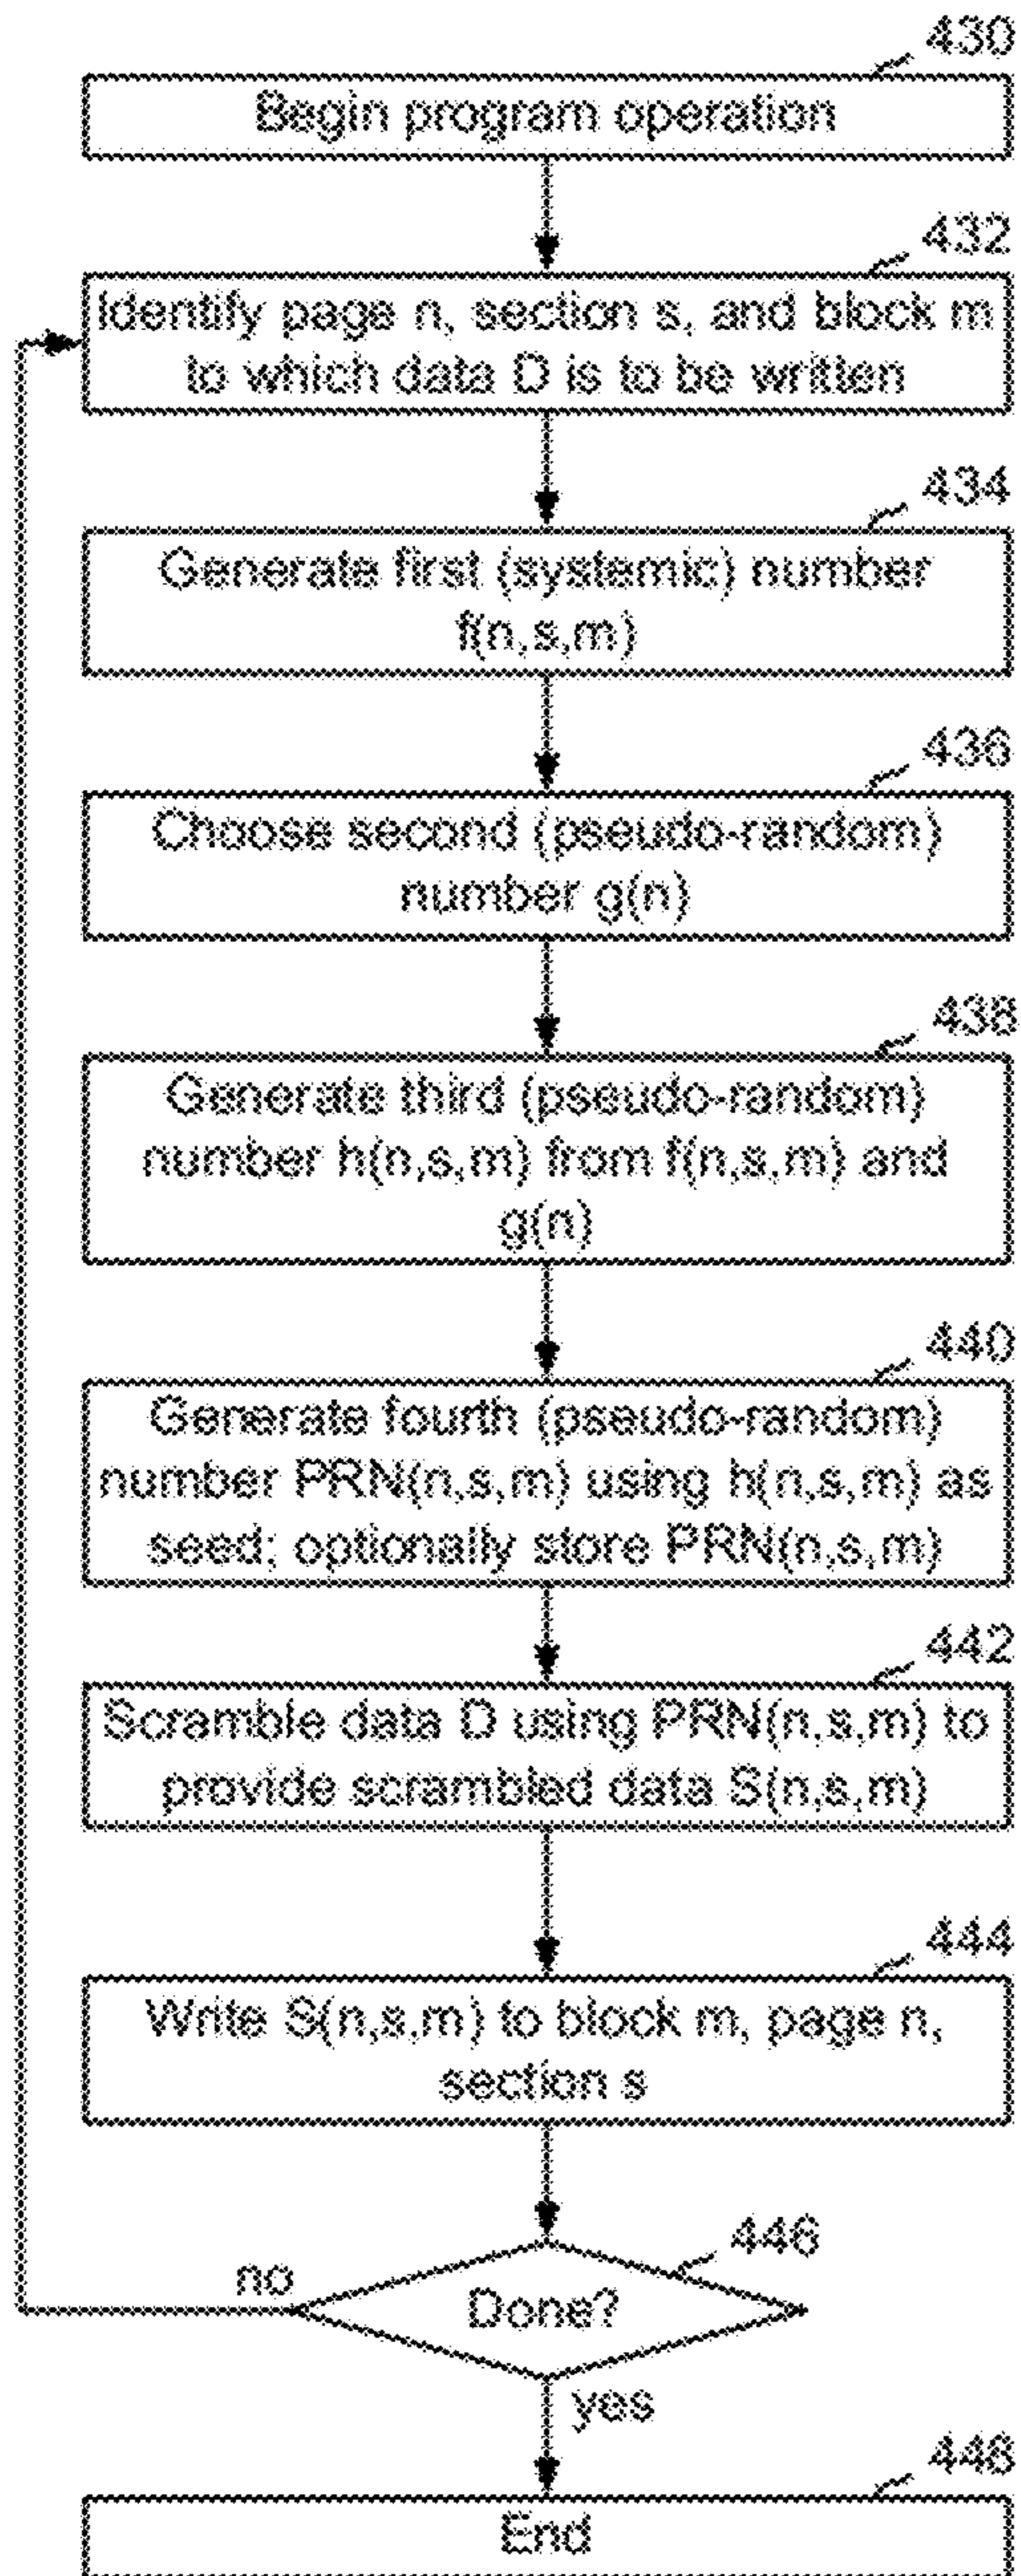 430
Begin program operation
432
Identify page n, section s, and block m
to which data D is to be written
434
Generate first (systemic) number
f(n,s,m)
436
Choose second (pseudo-random)
number g(n)
438
Generate third (pseudo-random)
number h(n,s,m) from f(n,s,m) and
g(n)
440
Generate fourth (pseudo-random)
number PRN(n,s,m) using h(n,s,m) as
seed; optionally store PRN(n,s,m)
442
Scramble data D using PRN(n,s,m) to
provide scrambled data S(n,s,m)
444
Write S(n,s,m) to block m, page n,
section s
446
no
Done?
yes
448
End